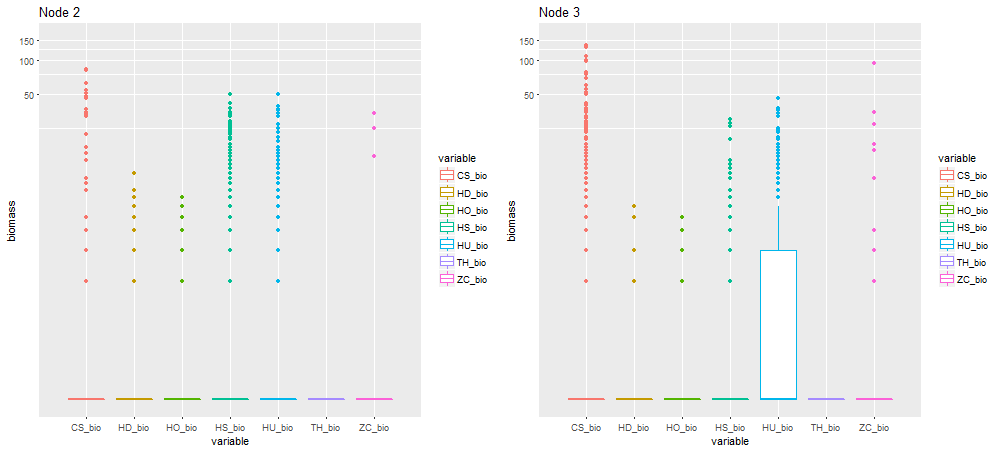 Node 2
150
100
50
biomass
CS_bio HD_bio HO_bio HS_bio HU_bio TH_bio ZC_bio
variable
variable
CS_bio
HD_bio
HO_bio
HS_bio
HU_bio
TH_bio
ZC_bio
Node 3
150
100
50
biomass
CS_bio HD_bio HO_bio HS_bio HU_bio TH_bio ZC_bio
variable
variable
CS_bio
HD_bio
HO_bio
HS_bio
HU_bio
TH_bio
ZC_bio